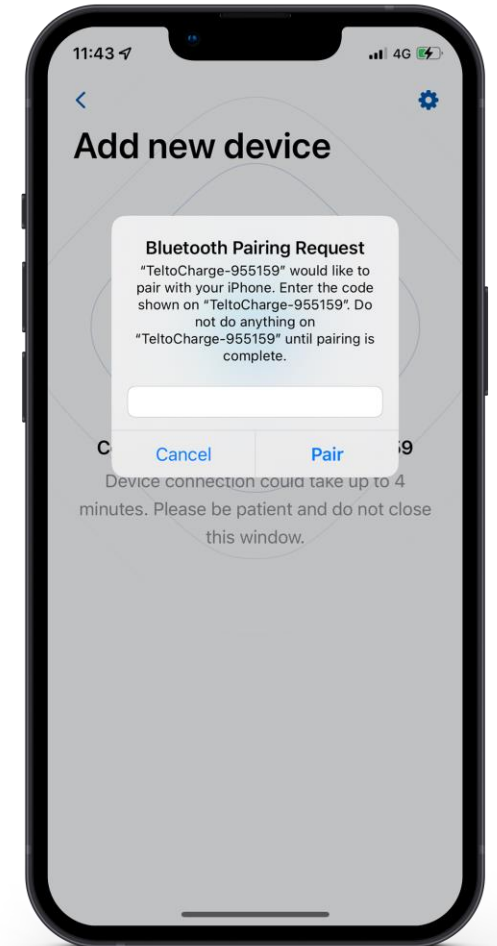 11:43
4G
Add new device
Bluetooth Pairing Request
"TeltoCharge-955159" would like to
pair with your iPhone. Enter the code
shown on "TeltoCharge-955159". Do
not do anything on
"TeltoCharge-955159" until pairing is
complete.
Cancel
Pair
C
59
Device connection could take up to 4
minutes. Please be patient and do not close
this window.